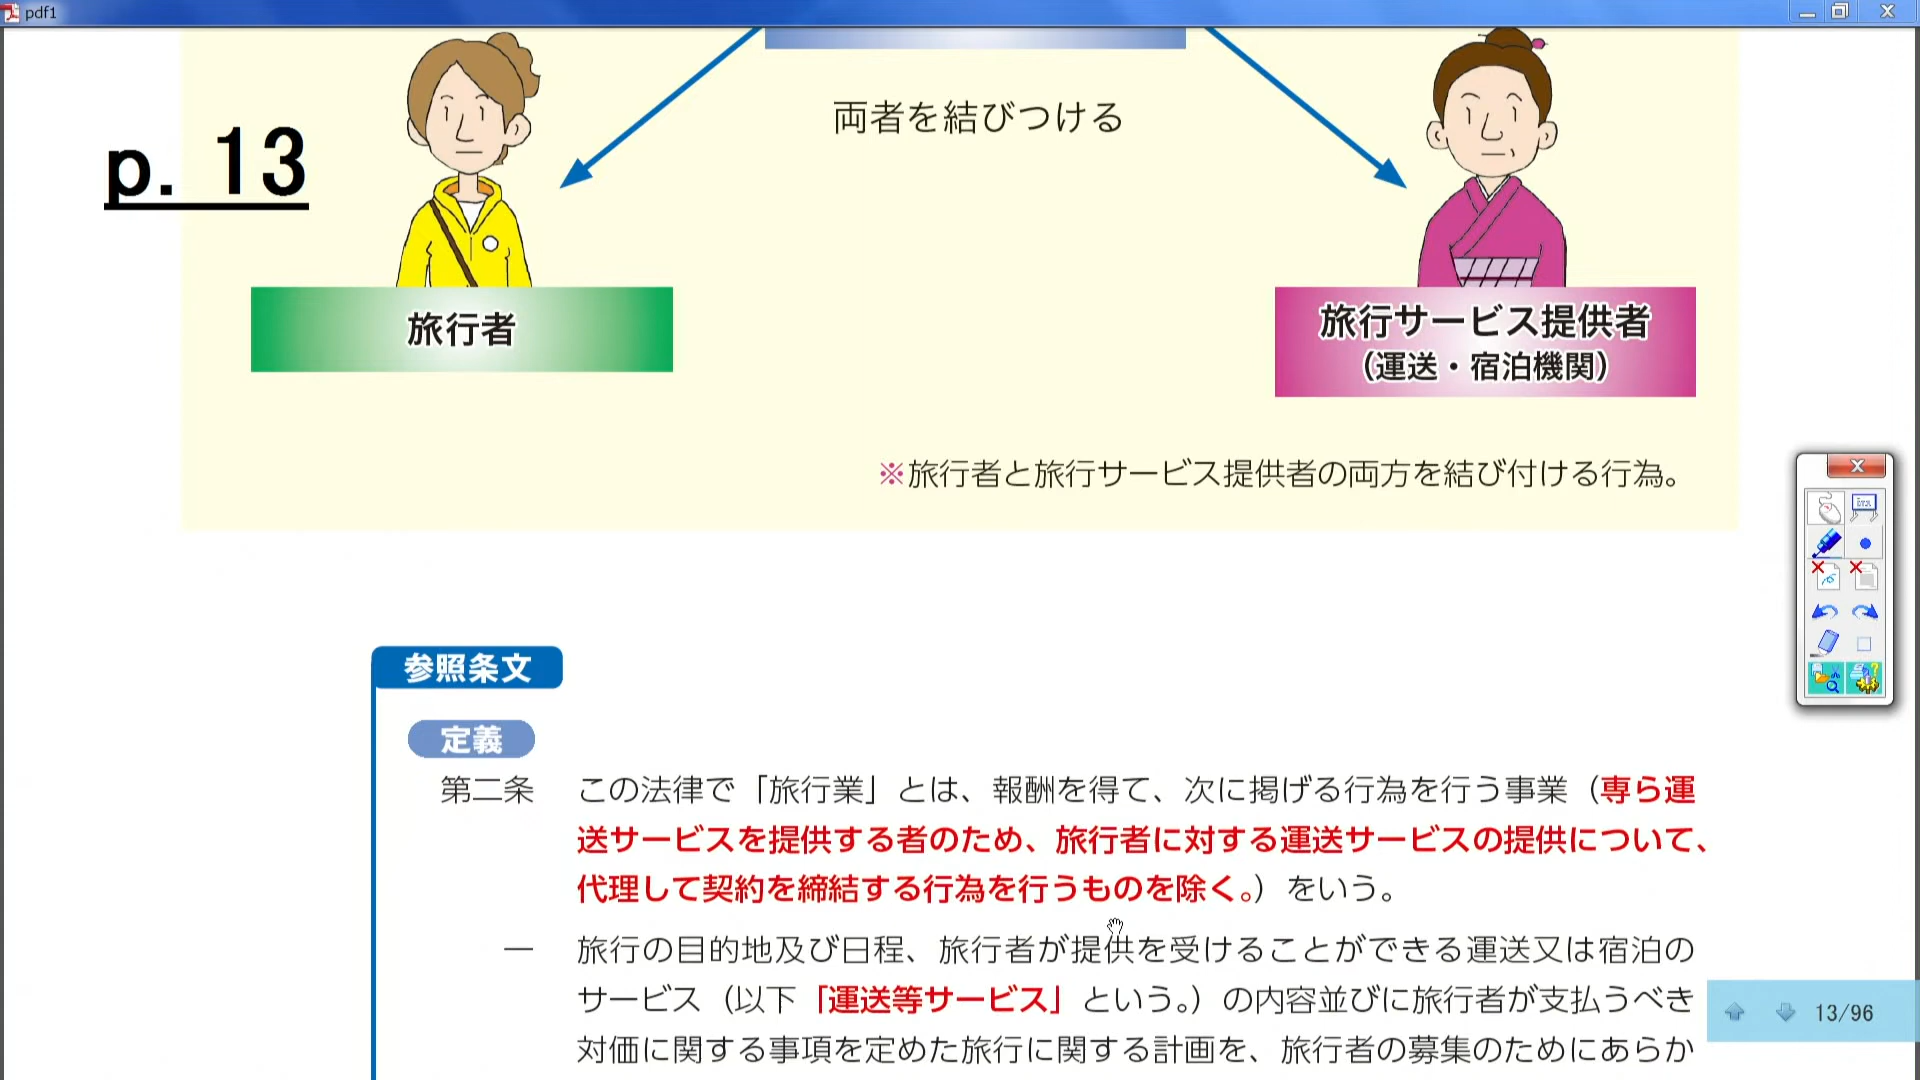 pdf1
両者を結びつける
p. 13
旅行者
旅行サービス提供者
（運送・宿泊機関）
※旅行者と旅行サービス提供者の両方を結び付ける行為。
参照条文
定義
第二条 この法律で「旅行業」とは、報酬を得て、次に掲げる行為を行う事業（専ら運
送サービスを提供する者のため、旅行者に対する運送サービスの提供について、
代理して契約を締結する行為を行うものを除く。）をいう。
一 旅行の目的地及び日程、旅行者が提供を受けることができる運送又は宿泊の
サービス（以下「運送等サービス」という。）の内容並びに旅行者が支払うべき
対価に関する事項を定めた旅行に関する計画を、旅行者の募集のためにあらか
13/96